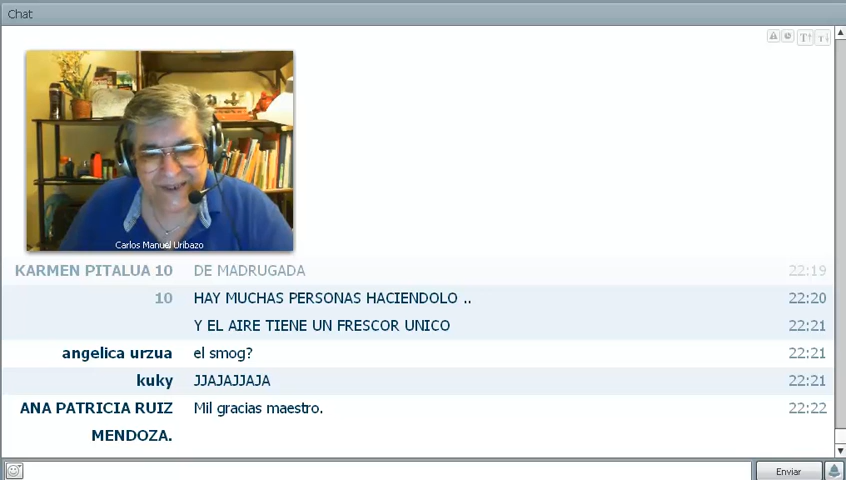 Chat
Carlos Manuel Uribazo
KARMEN PITALUA 10 DE MADRUGADA 22:19
10 HAY MUCHAS PERSONAS HACIENDOLO .. 22:20
Y EL AIRE TIENE UN FRESCOR UNICO 22:21
angelica urzua el smog? 22:21
kuky JJAJAJJAJA 22:21
ANA PATRICIA RUIZ Mil gracias maestro. 22:22
MENDOZA.
Enviar